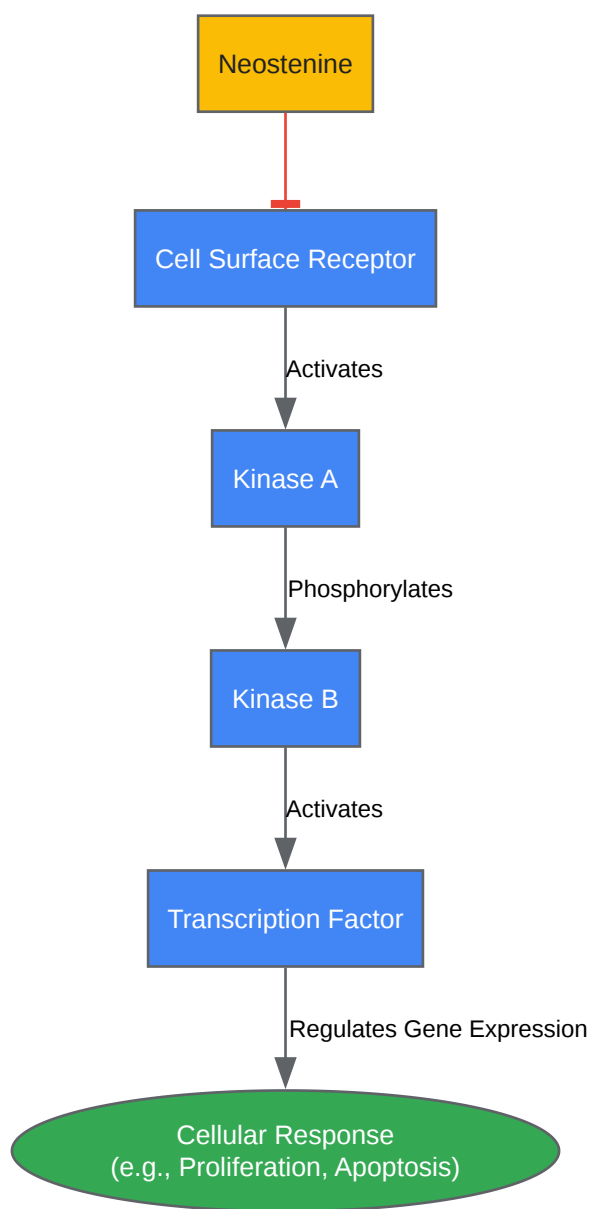 Neostenine
Cell Surface Receptor
Activates
Kinase A
Phosphorylates
Kinase B
Activates
Transcription Factor
Regulates Gene Expression
Cellular Response
(e.g., Proliferation, Apoptosis)